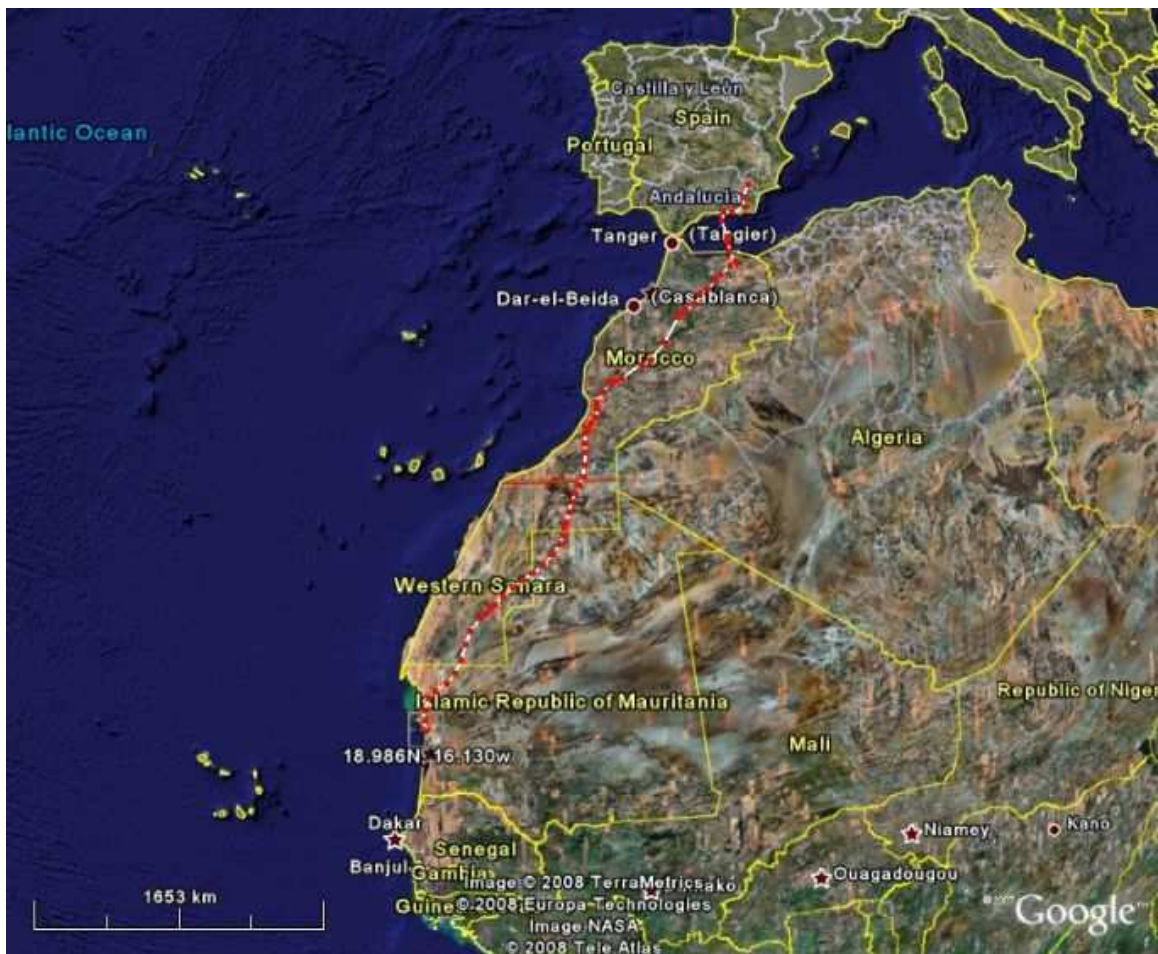 Castilla y León
Spain
lantic Ocean
Portugal
Andalucia
Tanger (Tangier)
Dar-el-Beida (Casablanca)
Morocco
Algeria
Western Sahara
Islamic Republic of Mauritania
Republic of Niger
Mali
18.986N, 16.130w
Dakar
Niamey
Kano
Senegal
Banjul
Gambia
Ouagadougou
1653 km
Image © 2008 TerraMetrics
ako
Guine
© 2008 Europa Technologies
Image NASA
© 2008 Tele Atlas
Google